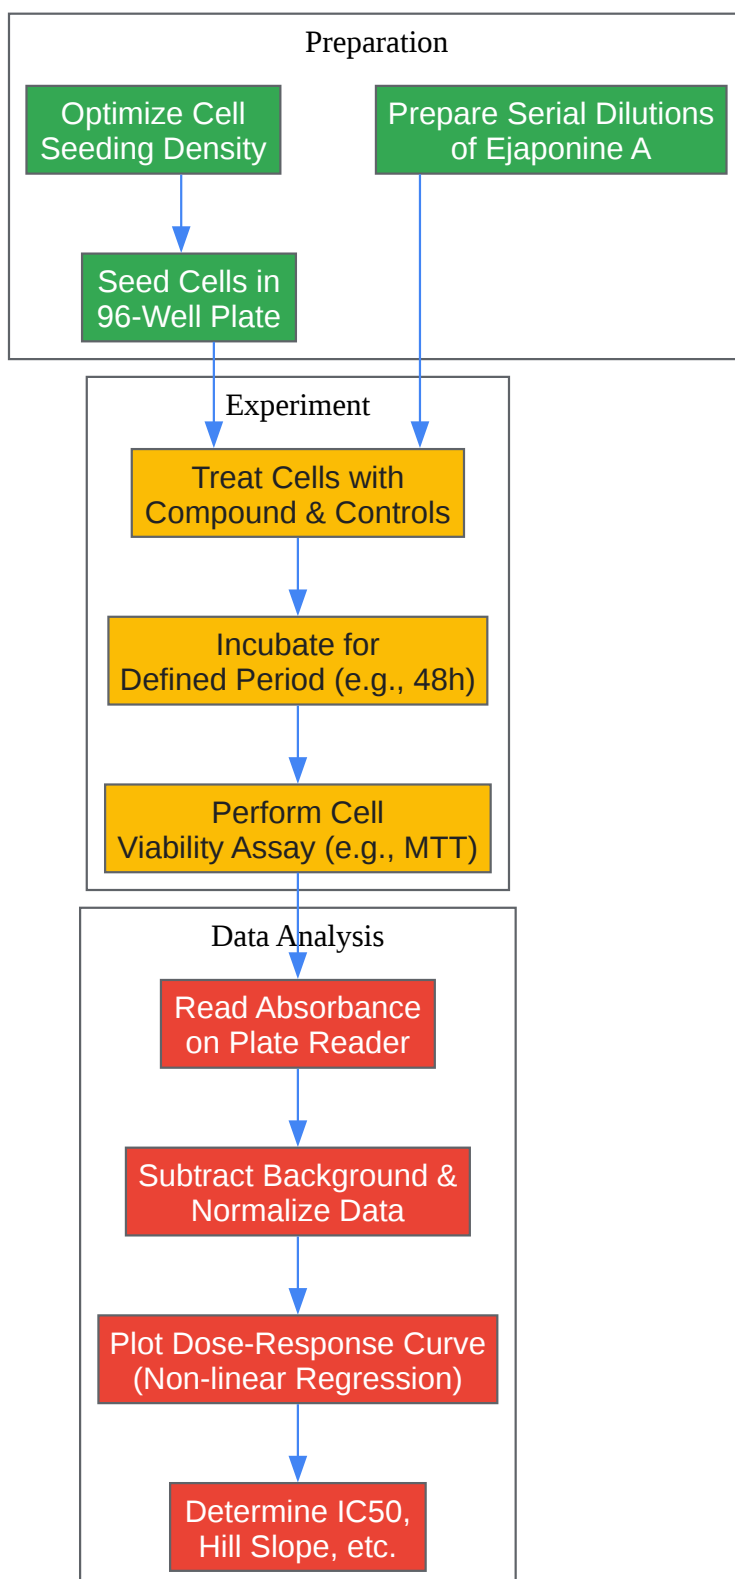 Preparation
Optimize Cell
Seeding Density
Prepare Serial Dilutions
of Ejaponine A
Seed Cells in
96-Well Plate
Experiment
Treat Cells with
Compound & Controls
Incubate for
Defined Period (e.g., 48h)
Perform Cell
Viability Assay (e.g., MTT)
Data Analysis
Read Absorbance
on Plate Reader
Subtract Background &
Normalize Data
Plot Dose-Response Curve
(Non-linear Regression)
Determine IC50,
Hill Slope, etc.